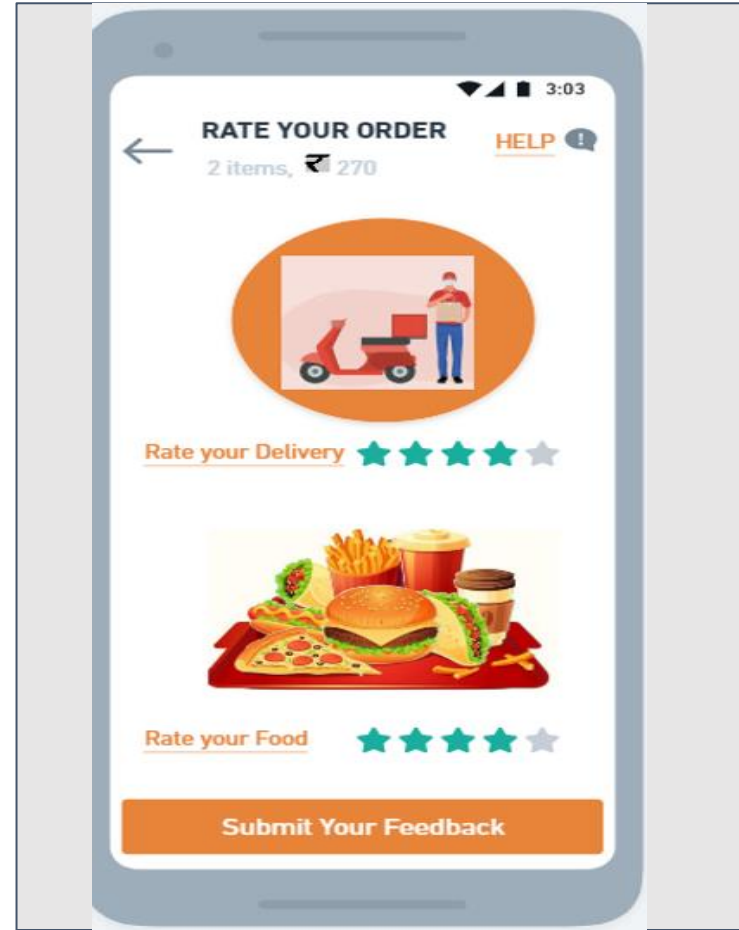 3:03
RATE YOUR ORDER
HELP
2 items, ₹ 270
Rate your Delivery
Rate your Food
Submit Your Feedback